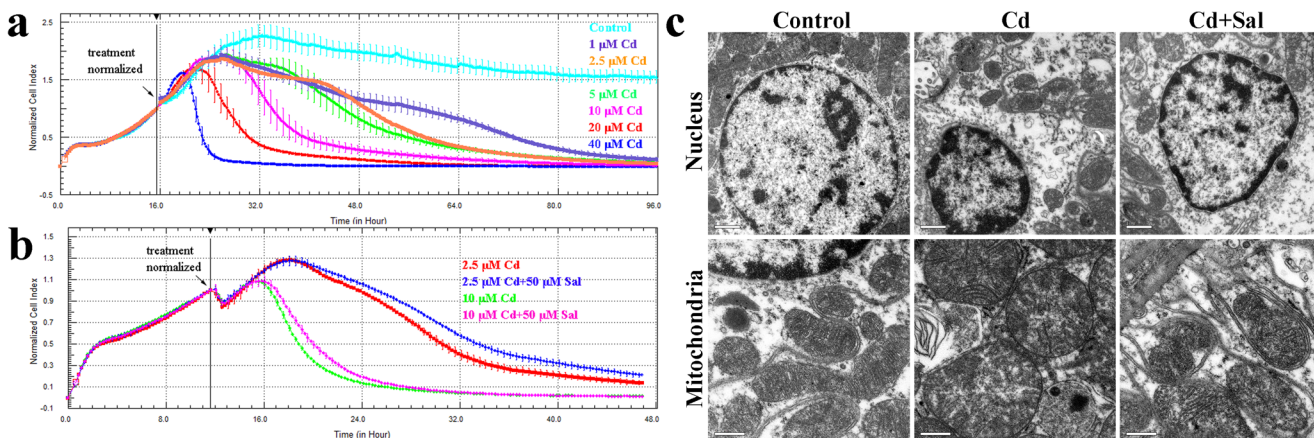 a
Normalized Cell Index
2.5
1.5
0.5
-0.5
treatment
normalized
Control
1 µM Cd
2.5 µM Cd
5 µM Cd
10 µM Cd
20 µM Cd
40 µM Cd
0.0 16.0 32.0 48.0 64.0 80.0 96.0
Time (in Hour)
b
Normalized Cell Index
1.5
1.3
1.1
0.9
0.7
0.5
0.3
0.1
-0.1
treatment
normalized
2.5 µM Cd
2.5 µM Cd+50 µM Sal
10 µM Cd
10 µM Cd+50 µM Sal
0.0 8.0 16.0 24.0 32.0 40.0 48.0
Time (in Hour)
c
Control Cd Cd+Sal
Nucleus
Mitochondria